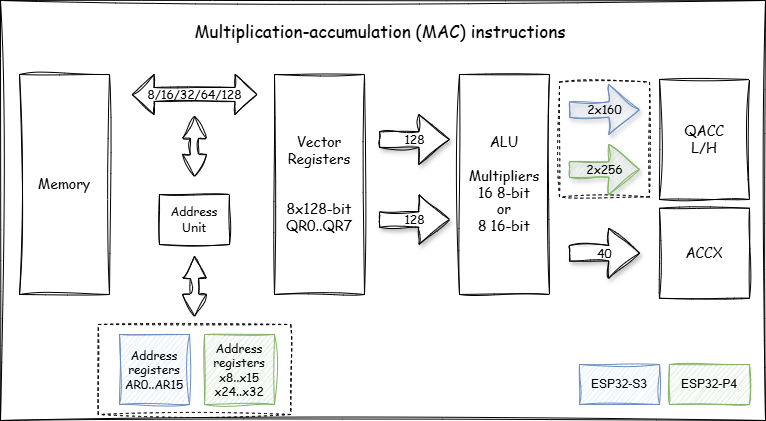 Multiplication-accumulation (MAC) instructions
Memory
8/16/32/64/128
Address
Unit
Address
registers
AR0..AR15
Address
registers
x8..x15
x24..x32
Vector
Registers
8x128-bit
QR0..QR7
128
128
ALU
Multipliers
16 8-bit
or
8 16-bit
2x160
2x256
40
QACC
L/H
ACCX
ESP32-S3
ESP32-P4